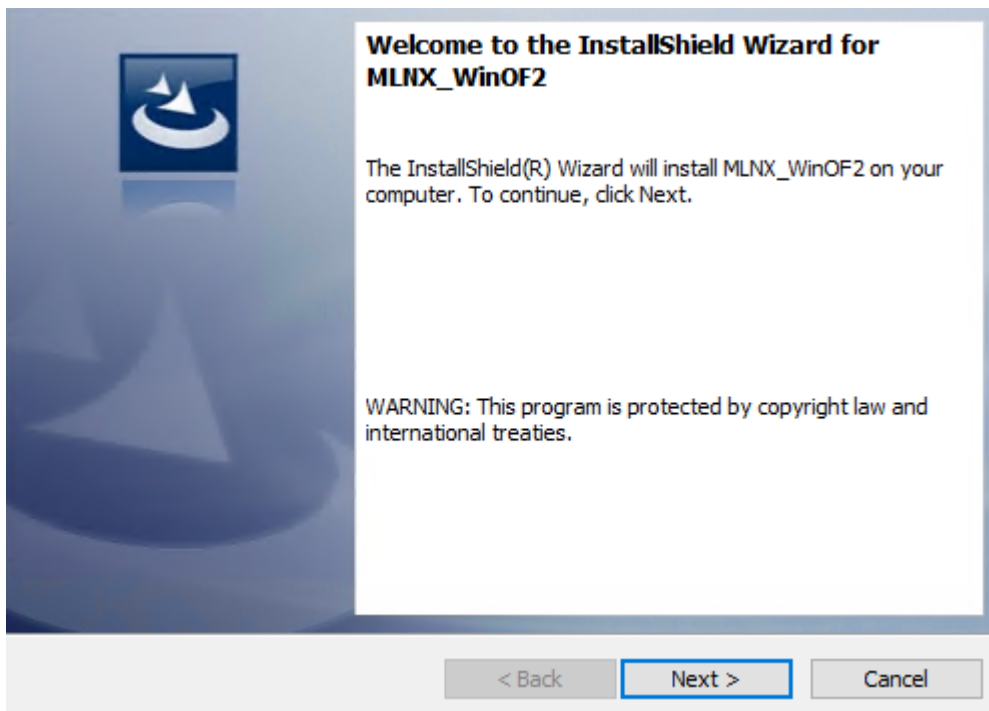 Welcome to the InstallShield Wizard for
MLNX_WinOF2
The InstallShield(R) Wizard will install MLNX_WinOF2 on your
computer. To continue, click Next.
WARNING: This program is protected by copyright law and
international treaties.
< Back Next > Cancel